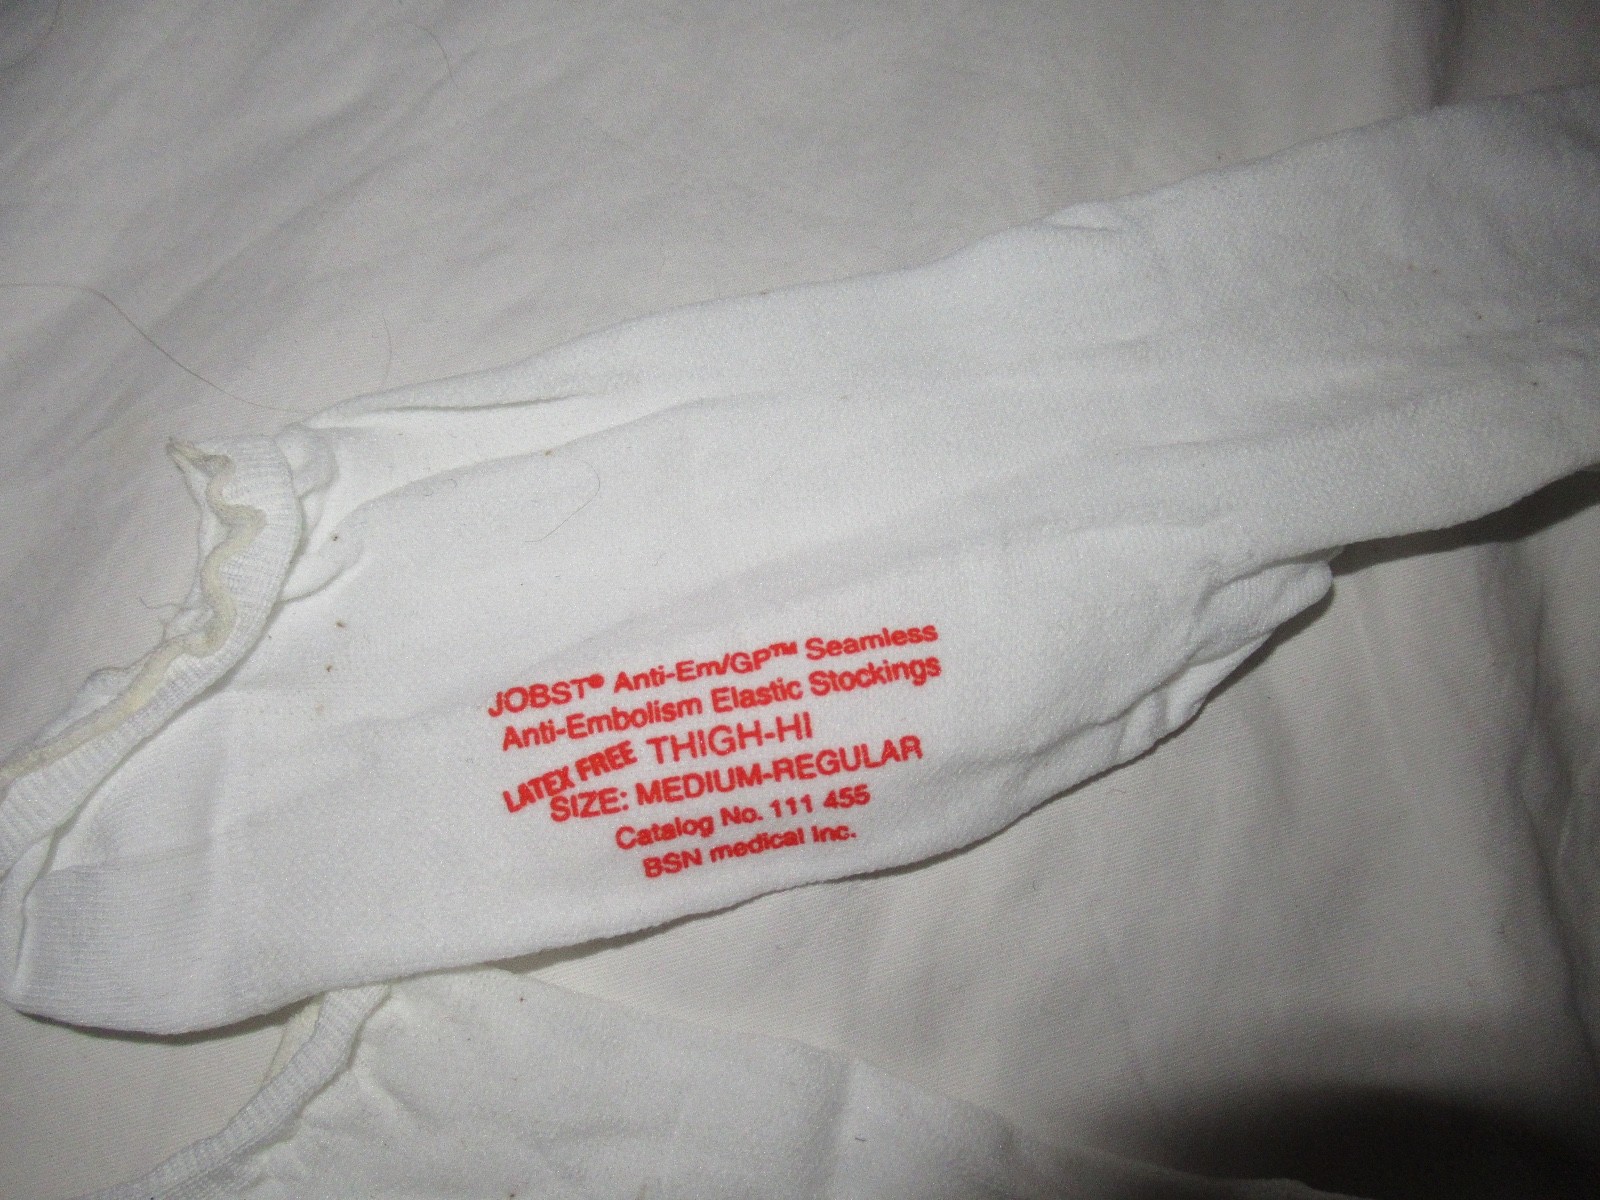 JOBST® Anti-Em/GP™ Seamless
Anti-Embolism Elastic Stockings
LATEX FREE THIGH-HI
SIZE: MEDIUM-REGULAR
Catalog No. 111 455
BSN medical Inc.